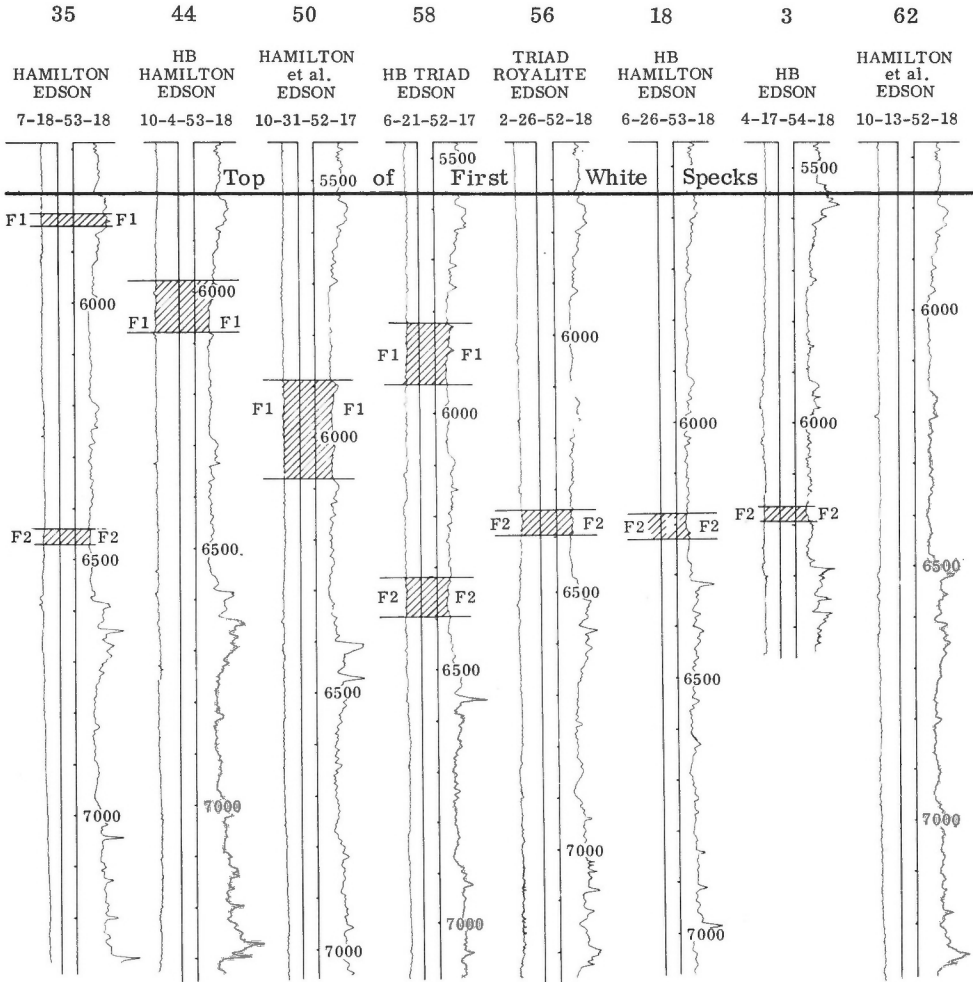 35 44 50 58 56 18 3 62
HAMILTON EDSON 7-18-53-18
HB HAMILTON EDSON 10-4-53-18
HAMILTON et al. EDSON 10-31-52-17
HB TRIAD 6-21-52-17
TRIAD ROYALITE 2-26-52-18
HB HAMILTON EDSON 6-26-53-18
HB EDSON 4-17-54-18
HAMILTON et al. EDSON 10-13-52-18
5500 5500 5500
Top of First White Specks
F1 F1
6000 6000 6000
F1 F1
6000
F1 F1
F1 F1
6000 6000 6000
6000
F2 F2 F2 F2 F2 F2
F2 F2
6500. 6500 6500
F2 F2
6500
6500 6500
6500
7000 7000 7000
7000
7000 7000
7000